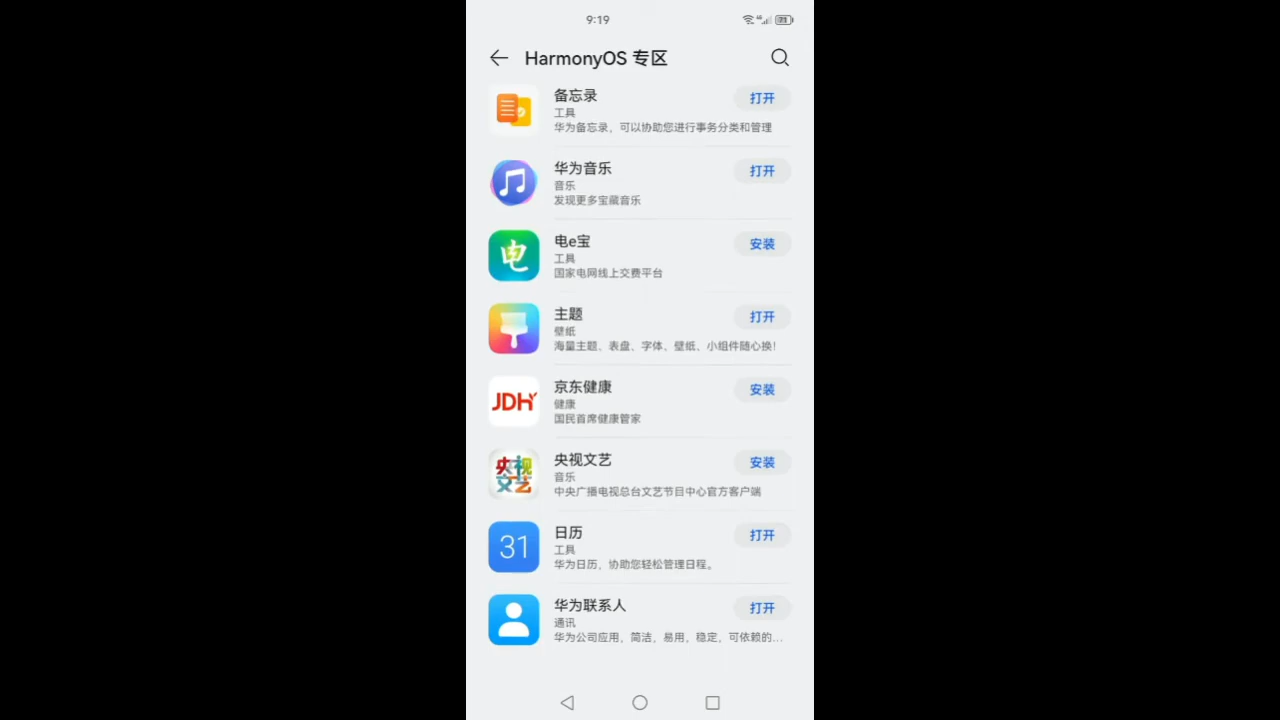 9:19
HarmonyOS 专区
备忘录
打开
工具
华为备忘录，可以协助您进行事务分类和管理
华为音乐
打开
音乐
发现更多宝藏音乐
电
电e宝
安装
工具
国家电网线上交费平台
主题
打开
壁纸
海量主题、表盘、字体、壁纸、小组件随心换！
JDH
京东健康
安装
健康
国民首席健康管家
央视
文艺
央视文艺
安装
音乐
中央广播电视总台文艺节目中心官方客户端
31
日历
打开
工具
华为日历，协助您轻松管理日程。
华为联系人
打开
通讯
华为公司应用，简洁，易用，稳定，可依赖的...